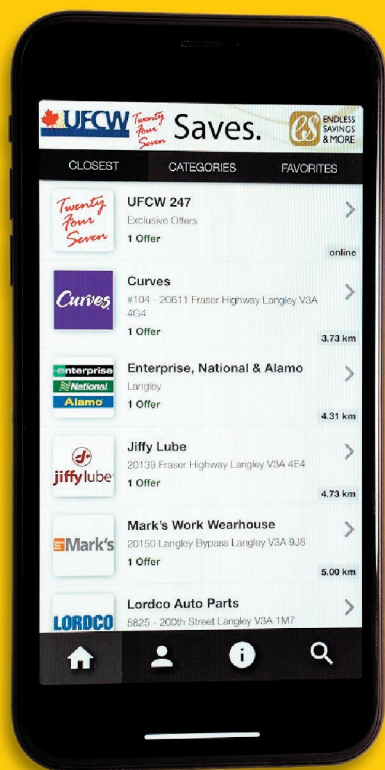 UFCW Twenty Four Seven Saves. ES ENDLESS SAVINGS & MORE
CLOSEST CATEGORIES FAVORITES
Twenty
Four
Seven
UFCW 247
Exclusive Offers
1 Offer
online
Curves
Curves
#104 - 20611 Fraser Highway Langley V3A
4G4
1 Offer
3.73 km
enterprise
National
Alamo
Enterprise, National & Alamo
Langley
1 Offer
4.31 km
jiffy lube
Jiffy Lube
20139 Fraser Highway Langley V3A 4E4
1 Offer
4.73 km
Mark's
Mark's Work Wearhouse
20150 Langley Bypass Langley V3A 9J8
1 Offer
5.00 km
LORDCO
Lordco Auto Parts
5825 - 200th Street Langley V3A 1M7